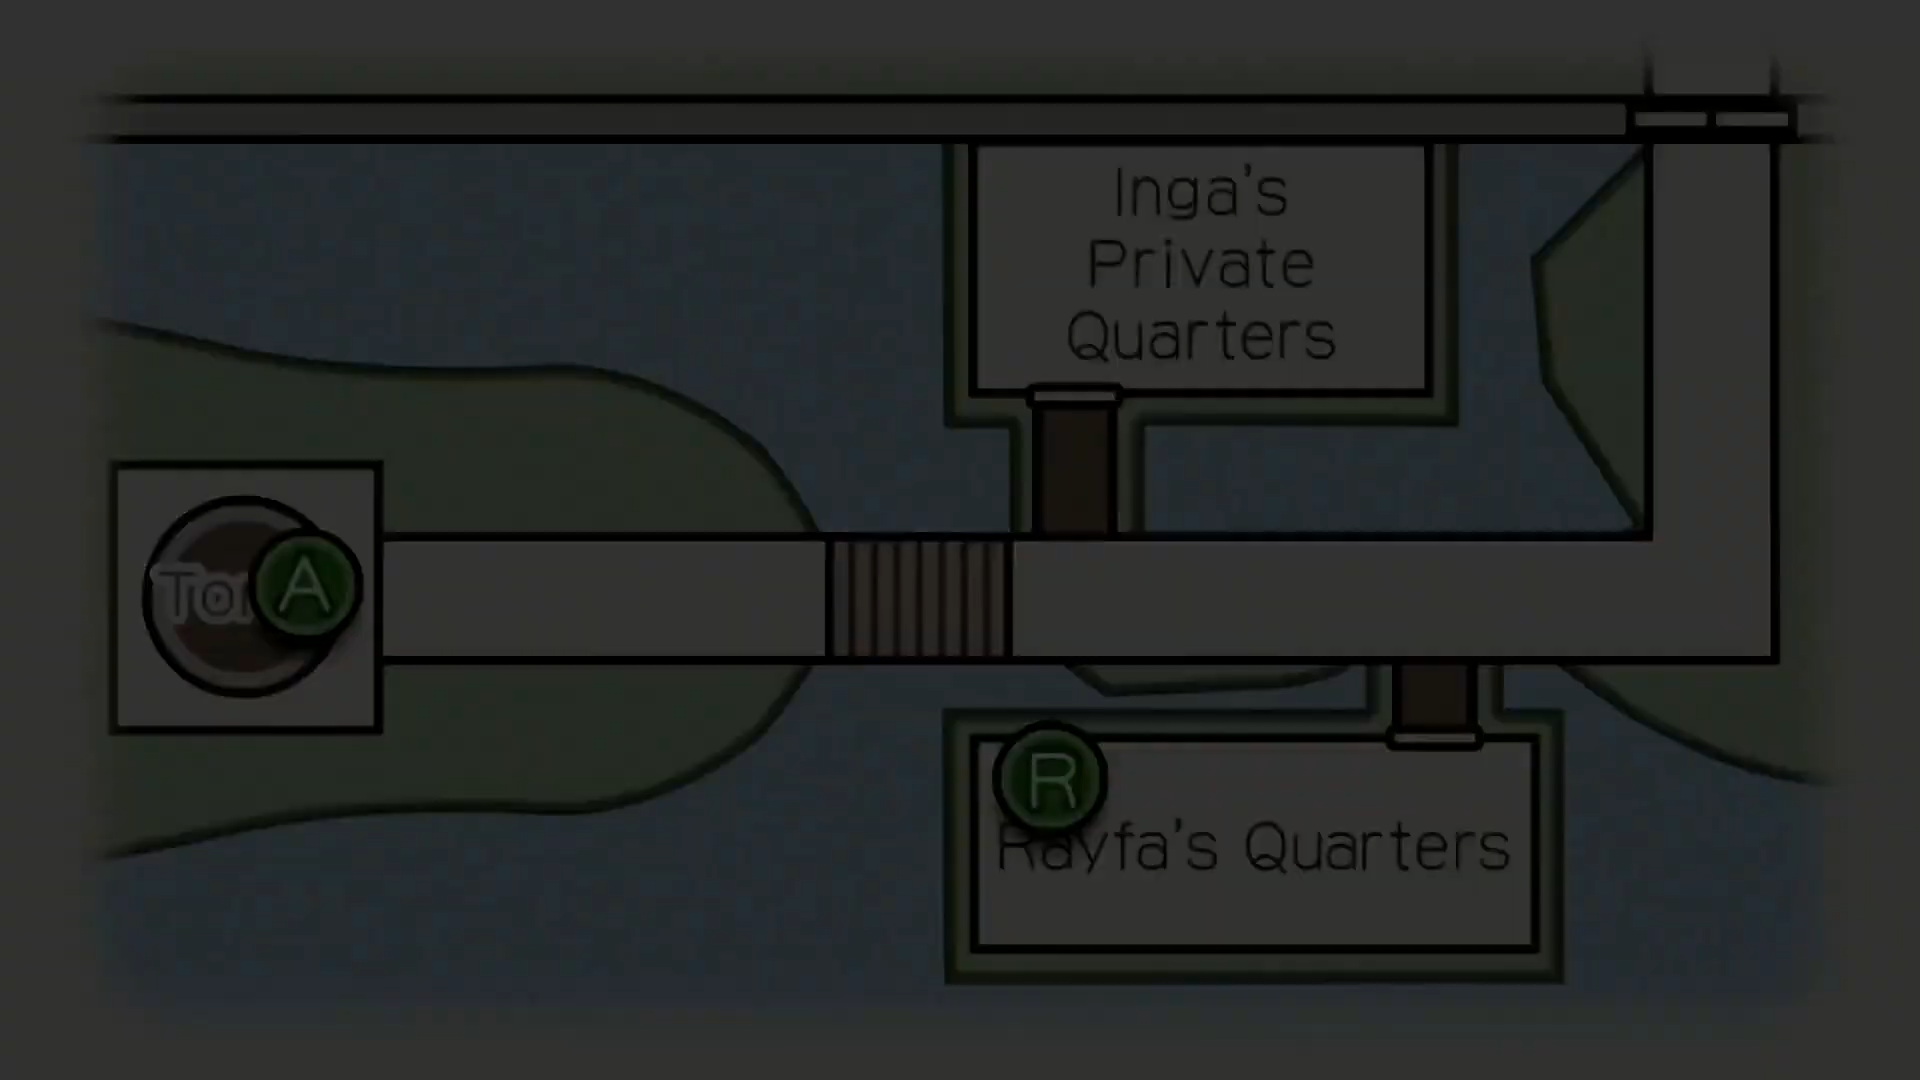 Inga's
Private
Quarters
A
R
Rayfa's Quarters